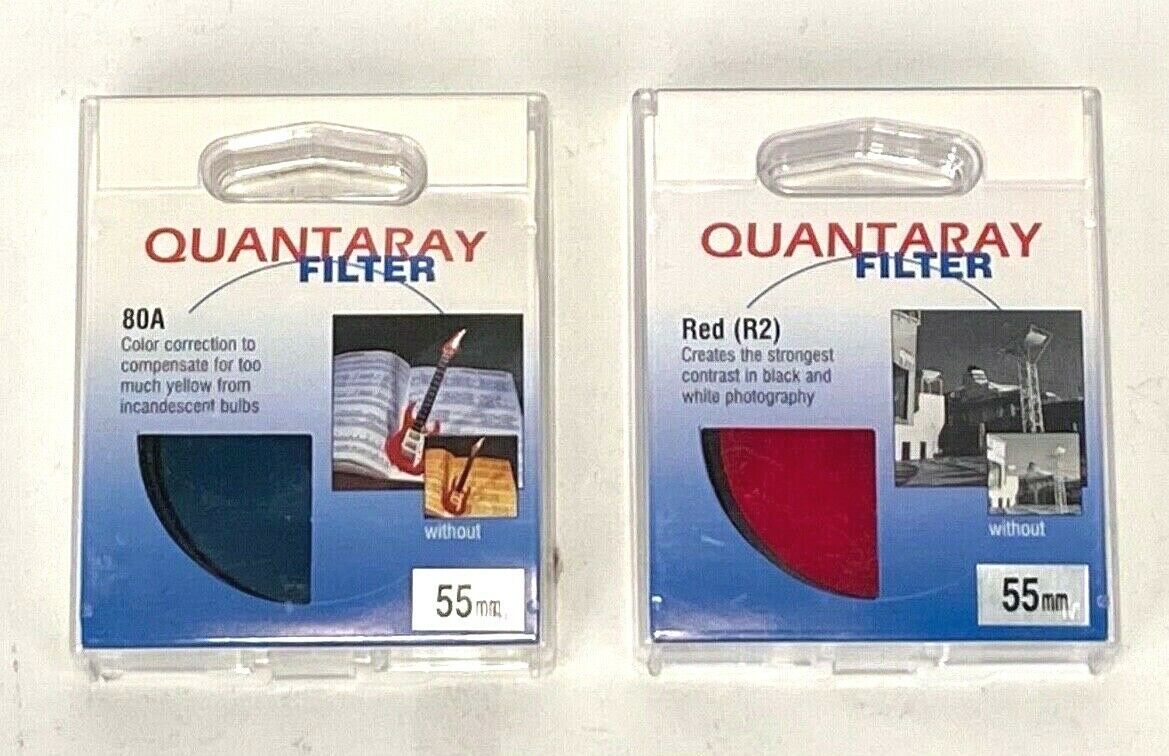 QUANTARAY
FILTER
80A
Color correction to
compensate for too
much yellow from
incandescent bulbs
without
55mm
QUANTARAY
FILTER
Red (R2)
Creates the strongest
contrast in black and
white photography
without
55mm